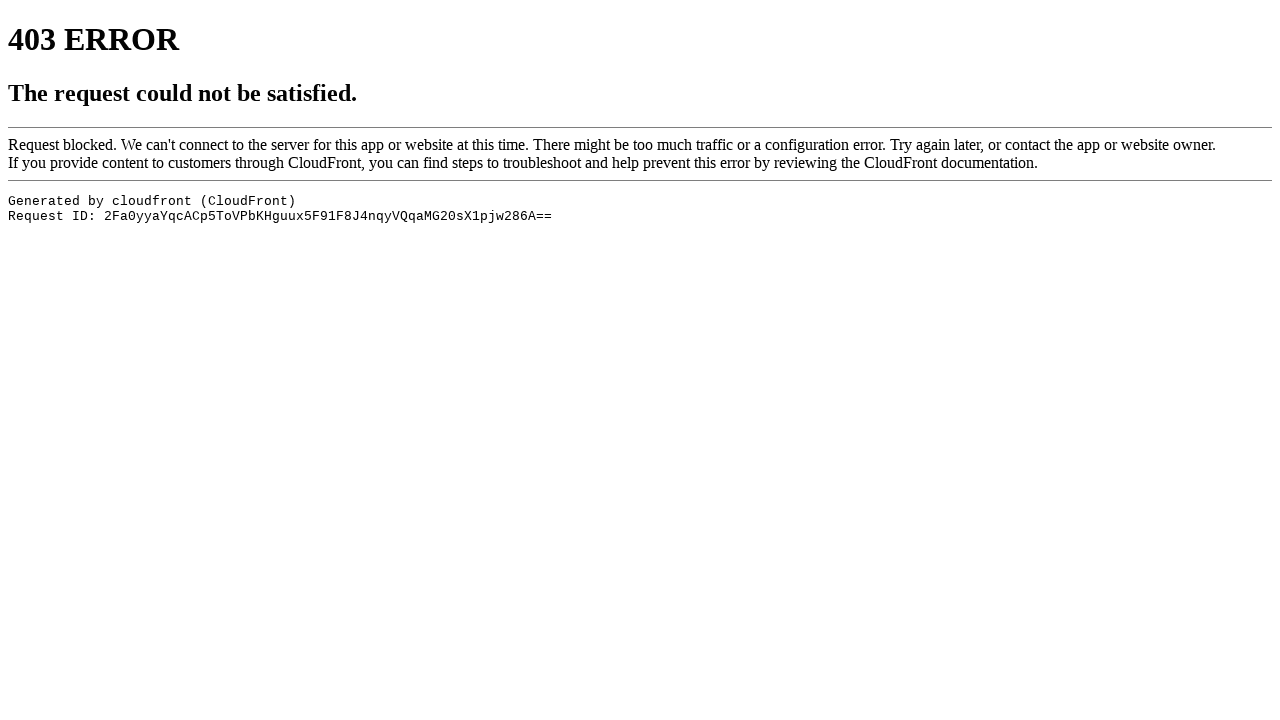 403 ERROR
The request could not be satisfied.
Request blocked. We can't connect to the server for this app or website at this time. There might be too much traffic or a configuration error. Try again later, or contact the app or website owner.
If you provide content to customers through CloudFront, you can find steps to troubleshoot and help prevent this error by reviewing the CloudFront documentation.
Generated by cloudfront (CloudFront)
Request ID: 2Fa0yyaYqcACp5ToVPbKHguux5F91F8J4nqyVQqaMG20sX1pjw286A==